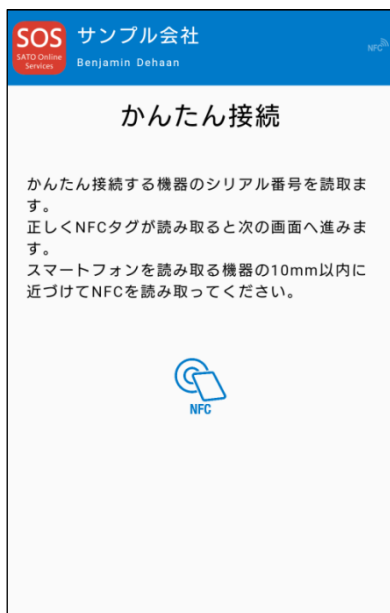 SOS
SATO Online
Services
サンプル会社
Benjamin Dehaan
NFC
かんたん接続
かんたん接続する機器のシリアル番号を読取ま
す。
正しくNFCタグが読み取ると次の画面へ進みま
す。
スマートフォンを読み取る機器の10mm以内に
近づけてNFCを読み取ってください。
NFC